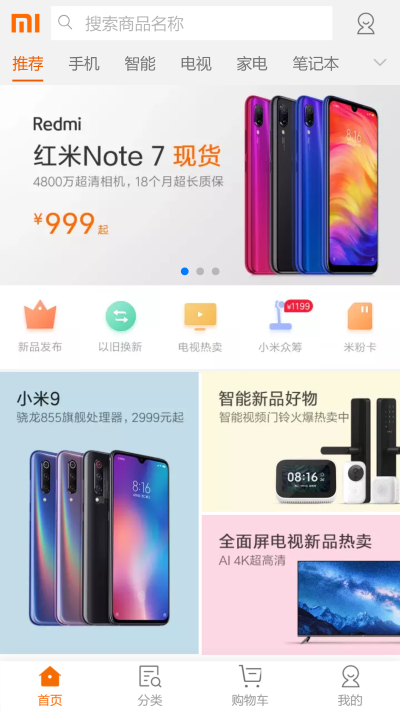 MI
搜索商品名称
推荐 手机 智能 电视 家电 笔记本
Redmi
红米Note 7 现货
4800万超清相机，18个月超长质保
¥999起
¥1199
新品发布 以旧换新 电视热卖 小米众筹 米粉卡
小米9
骁龙855旗舰处理器，2999元起
智能新品好物
智能视频门铃火爆热卖中
08:16
08:16
全面屏电视新品热卖
AI 4K超高清
首页 分类 购物车 我的